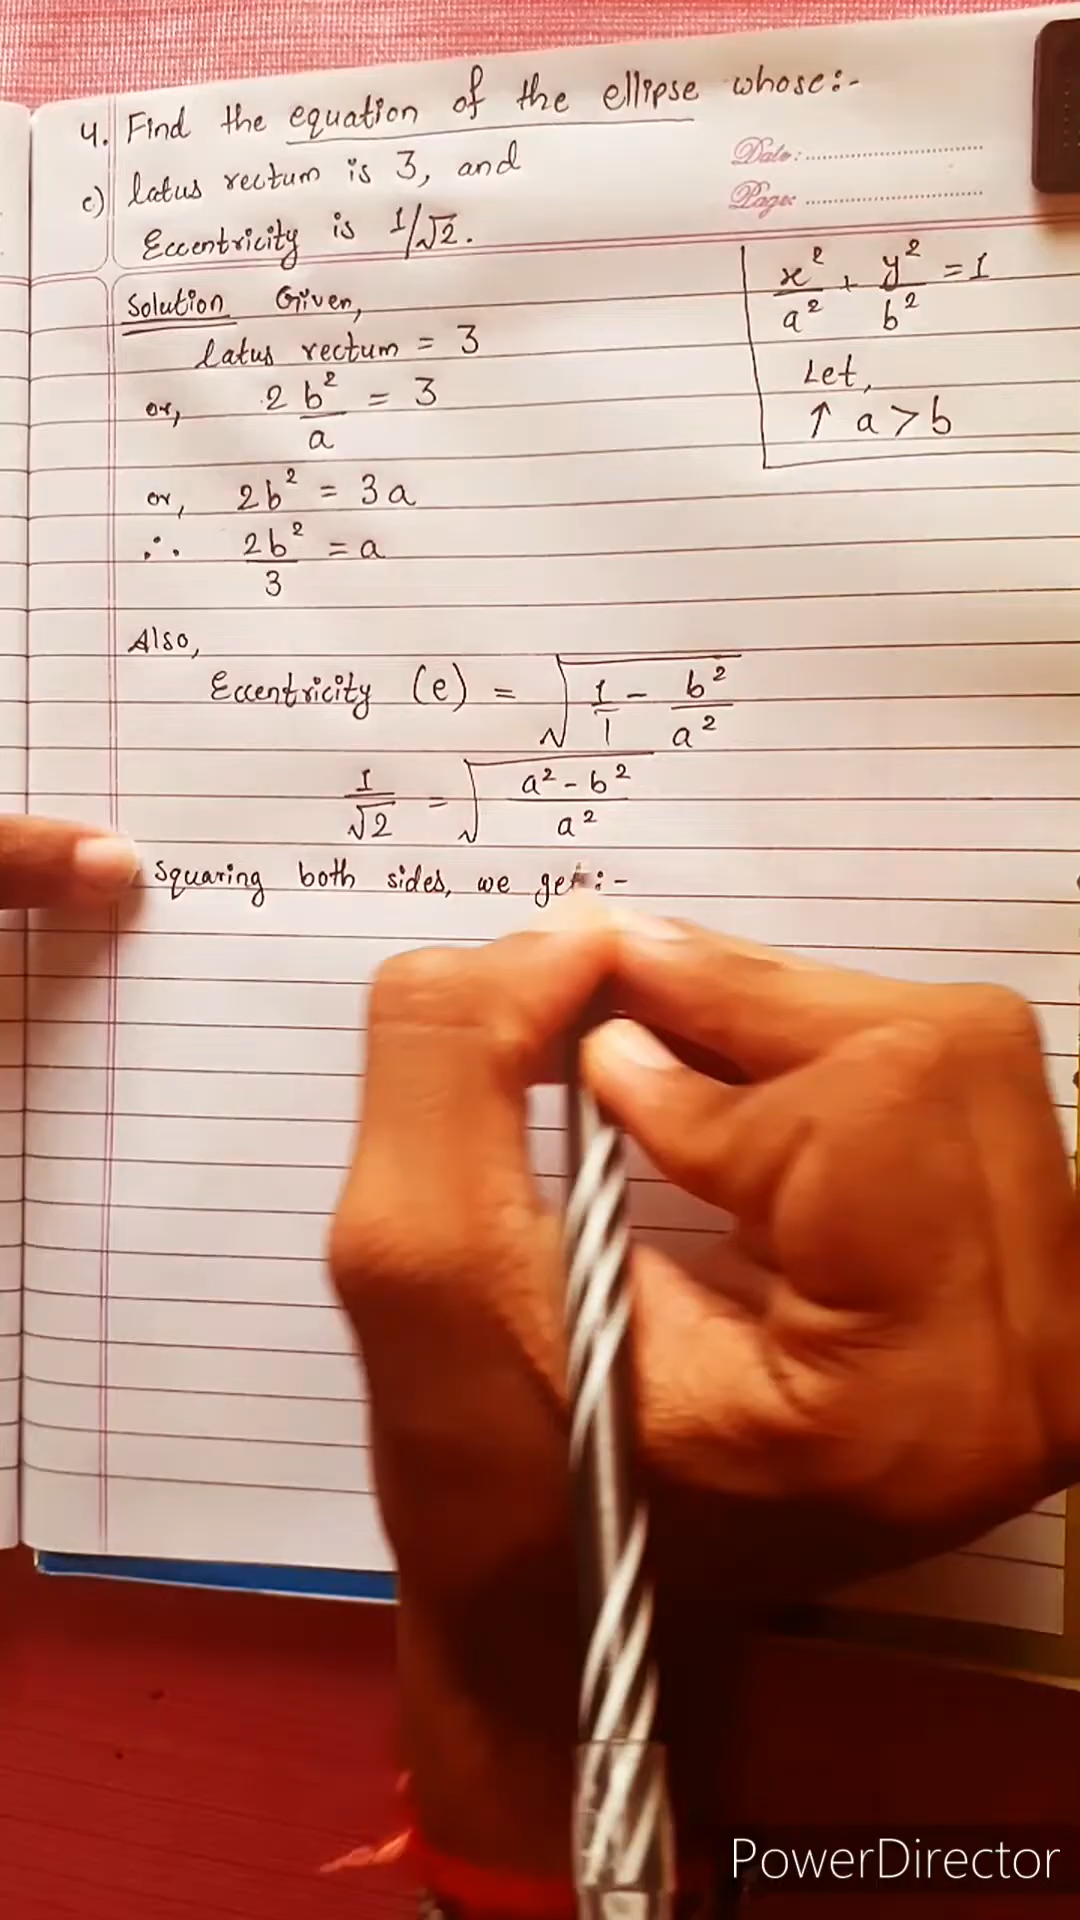 4. Find the equation of the ellipse whose:-
c) latus rectum is 3, and
Eccentricity is 1/√2.
Date:
Page:
Solution Given,
latus rectum = 3
or, 2b²/a = 3
or, 2b² = 3a
∴ 2b²/3 = a
x²/a² + y²/b² = 1
Let,
↑ a > b
Also,
Eccentricity (e) = √(1/1 - b²/a²)
1/√2 = √((a² - b²)/a²)
Squaring both sides, we get:-
PowerDirector